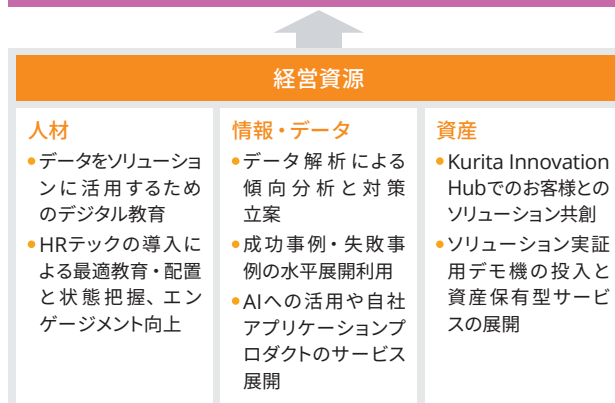 経営資源
人材
•データをソリューショ
ンに活用するため
のデジタル教育
•HRテックの導入に
よる最適教育・配置
と状態把握、エン
ゲージメント向上
情報・データ
•データ解析による
傾向分析と対策
立案
•成功事例・失敗事
例の水平展開利用
•AIへの活用や自社
アプリケーションプ
ロダクトのサービス
展開
資産
•Kurita Innovation
Hubでのお客様との
ソリューション共創
•ソリューション実証
用デモ機の投入と
資産保有型サービ
スの展開